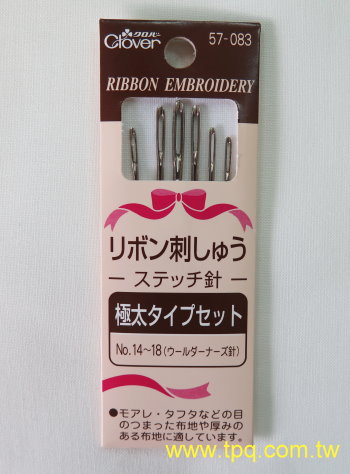 クロバー
Clover
57-083
RIBBON EMBROIDERY
リボン刺しゅう
ステッチ針
極太タイプセット
No.14〜18(ウールダーナーズ針)
●モアレ・タフタなどの目
のつまった布地や厚みの
ある布地に適しています。
www.tpq.com.tw